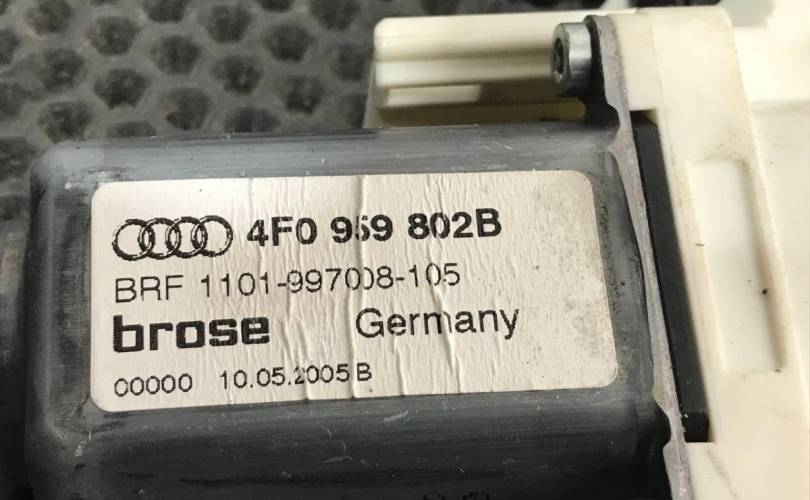 4F0 959 802B
BRF 1101-997008-105
brose Germany
00000 10.05.2005 B